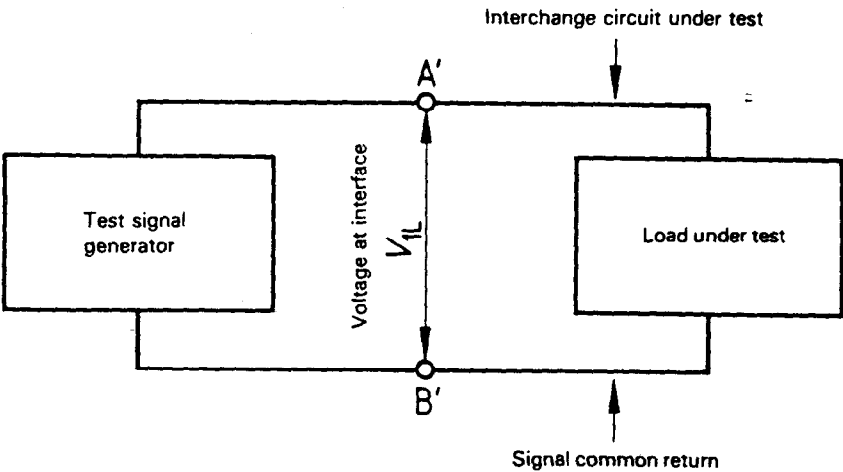 Interchange circuit under test
A′
Voltage at interface
V1L
Test signal
generator
Load under test
B′
Signal common return